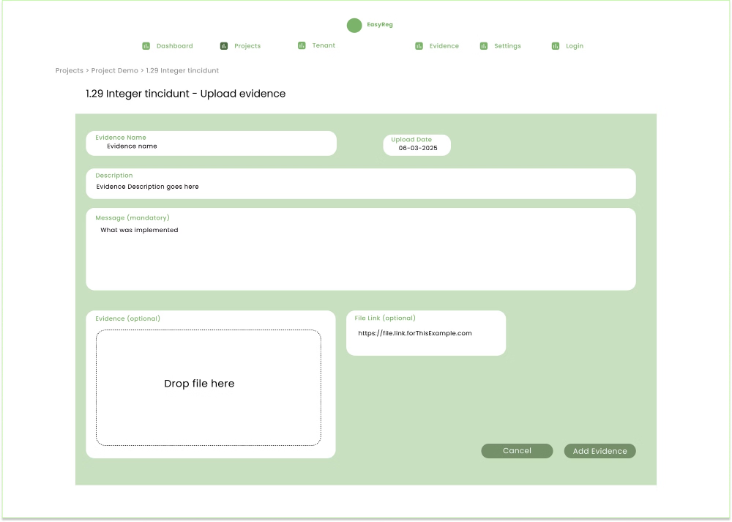 EasyReg
Dashboard Projects Tenant Evidence Settings Login
Projects > Project Demo > 1.29 Integer tincidunt
1.29 Integer tincidunt - Upload evidence
Evidence Name
Evidence name
Upload Date
06-03-2025
Description
Evidence Description goes here
Message (mandatory)
What was implemented
Evidence (optional)
Drop file here
File Link (optional)
https://file.link.forThisExample.com
Cancel
Add Evidence